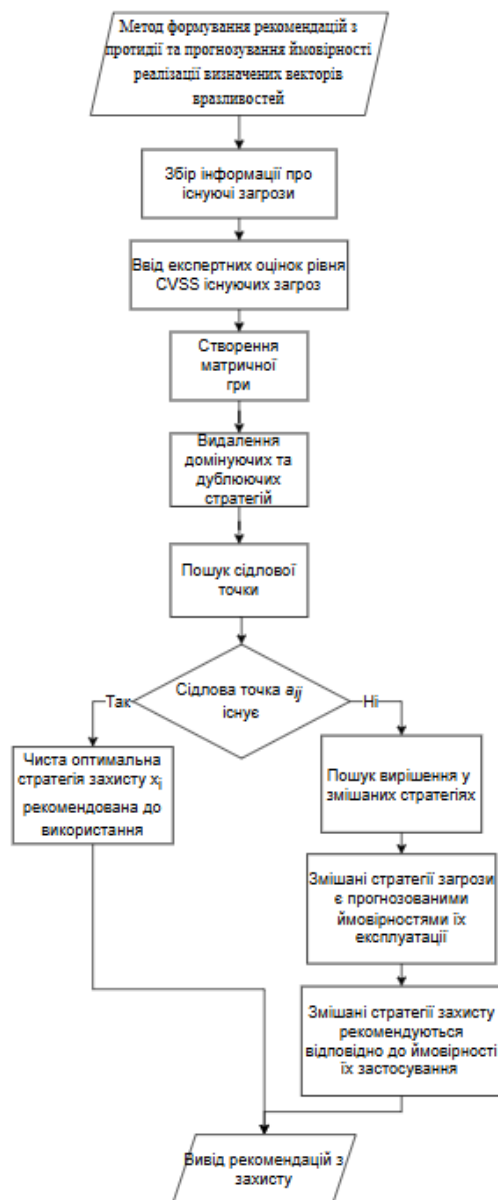 Метод формування рекомендацій з
протидії та прогнозування ймовірності
реалізації визначених векторів
вразливостей
Збір інформації про
існуючі загрози
Ввід експертних оцінок рівня
CVSS існуючих загроз
Створення
матричної
гри
Видалення
домінуючих та
дублюючих
стратегій
Пошук сідлової
точки
Сідлова точка aij
існує
Так
Ні
Чиста оптимальна
стратегія захисту xi
рекомендована до
використання
Пошук вирішення у
змішаних стратегіях
Змішані стратегії загрози
є прогнозованими
ймовірностями їх
експлуатації
Змішані стратегії захисту
рекомендуються
відповідно до ймовірності
їх застосування
Вивід рекомендацій з
захисту